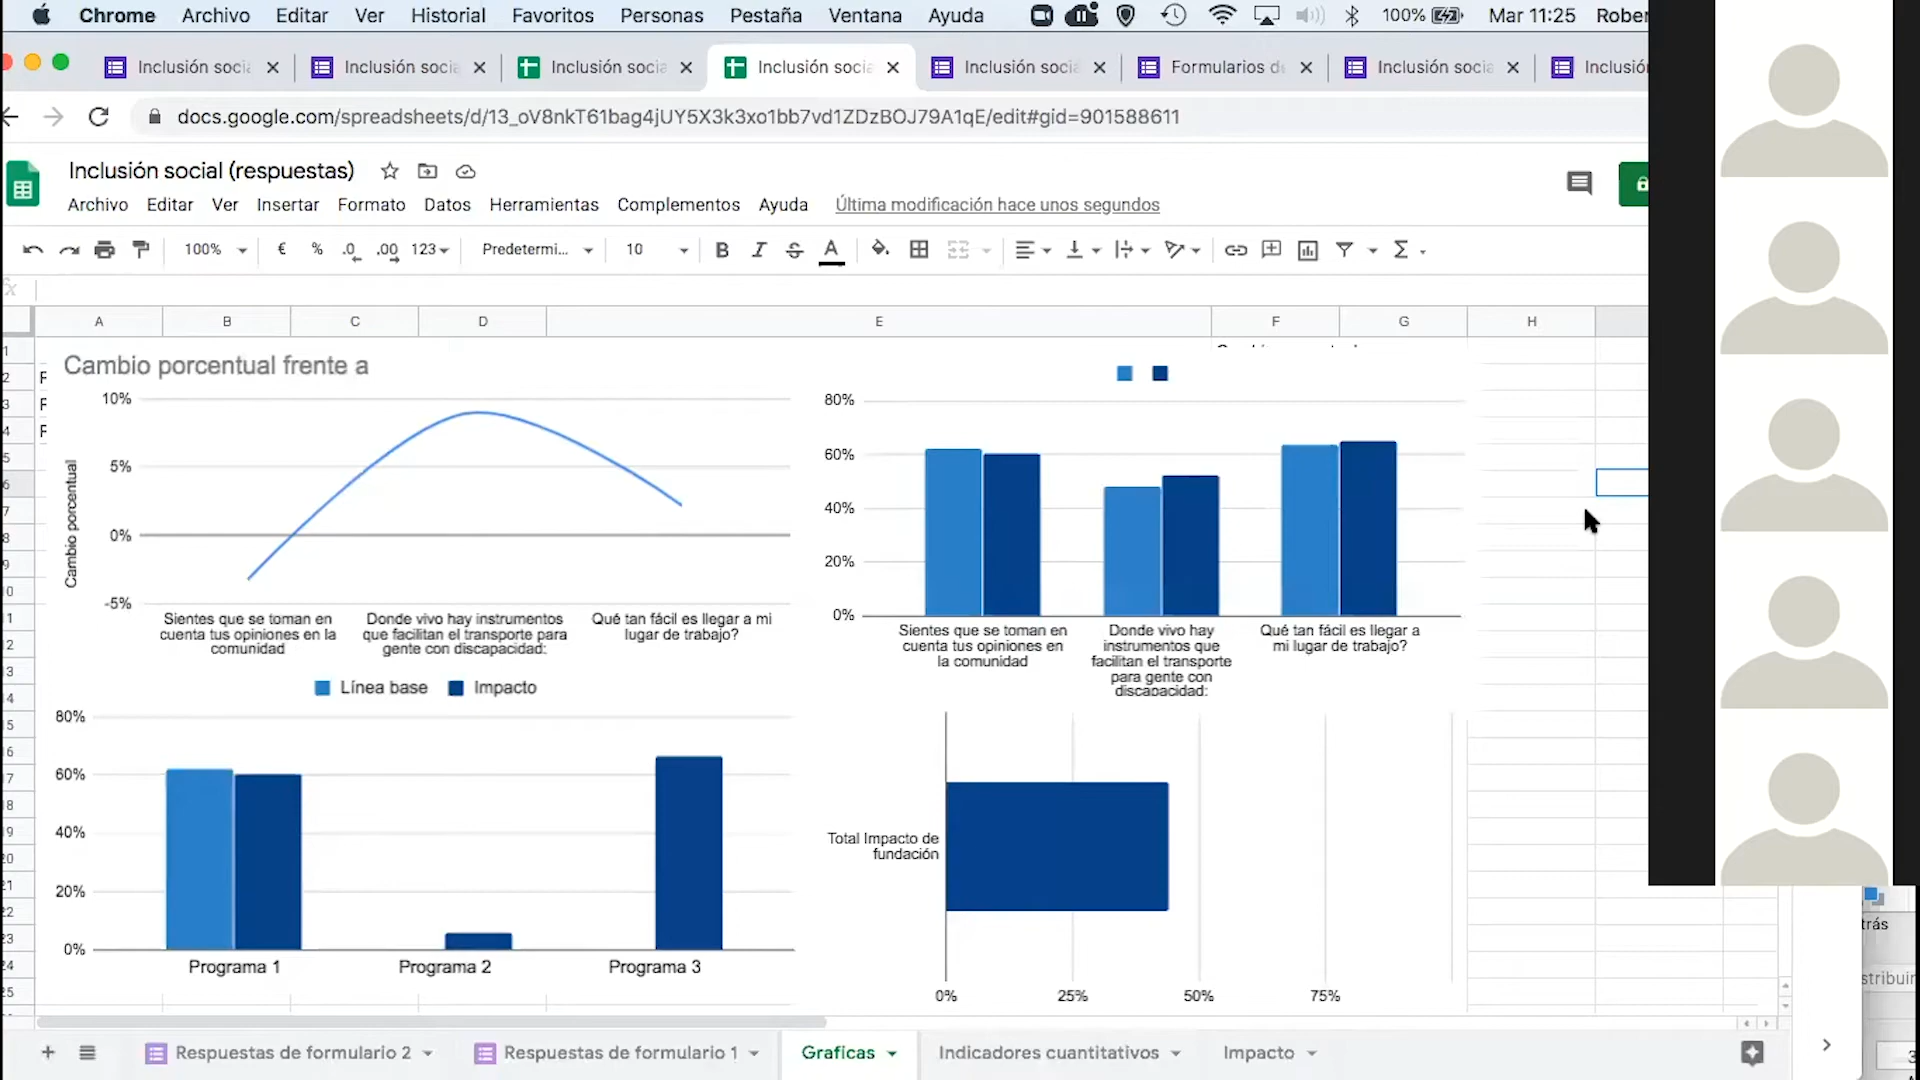 Chrome Archivo Editar Ver Historial Favoritos Personas Pestaña Ventana Ayuda 100% Mar 11:25 Rober
Inclusión socia Inclusión socia Inclusión socia Inclusión socia Inclusión socia Formularios de Inclusión socia Inclusión
docs.google.com/spreadsheets/d/13_oV8nkT61bag4jUY5X3k3xo1bb7vd1ZDzBOJ79A1qE/edit#gid=901588611
Inclusión social (respuestas)
Archivo Editar Ver Insertar Formato Datos Herramientas Complementos Ayuda Última modificación hace unos segundos
100% € % .0 .00 123 Predetermi... 10 B I S A
A B C D E F G H
Cambio porcentual frente a
10%
5%
0%
-5%
Cambio porcentual
Sientes que se toman en
cuenta tus opiniones en la
comunidad
Donde vivo hay instrumentos
que facilitan el transporte para
gente con discapacidad:
Qué tan fácil es llegar a mi
lugar de trabajo?
80%
60%
40%
20%
0%
Sientes que se toman en
cuenta tus opiniones en
la comunidad
Donde vivo hay
instrumentos que
facilitan el transporte
para gente con
discapacidad:
Qué tan fácil es llegar a
mi lugar de trabajo?
Línea base Impacto
80%
60%
40%
20%
0%
Programa 1 Programa 2 Programa 3
Total Impacto de
fundación
0% 25% 50% 75%
trás
stribuir
Respuestas de formulario 2 Respuestas de formulario 1 Graficas Indicadores cuantitativos Impacto